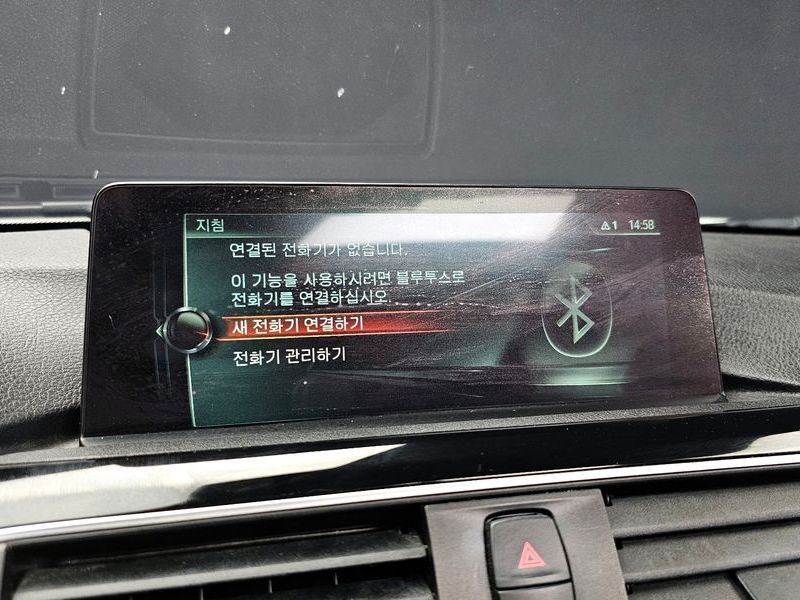 지침
⚠1 14:58
연결된 전화기가 없습니다.
이 기능을 사용하시려면 블루투스로
전화기를 연결하십시오.
새 전화기 연결하기
전화기 관리하기